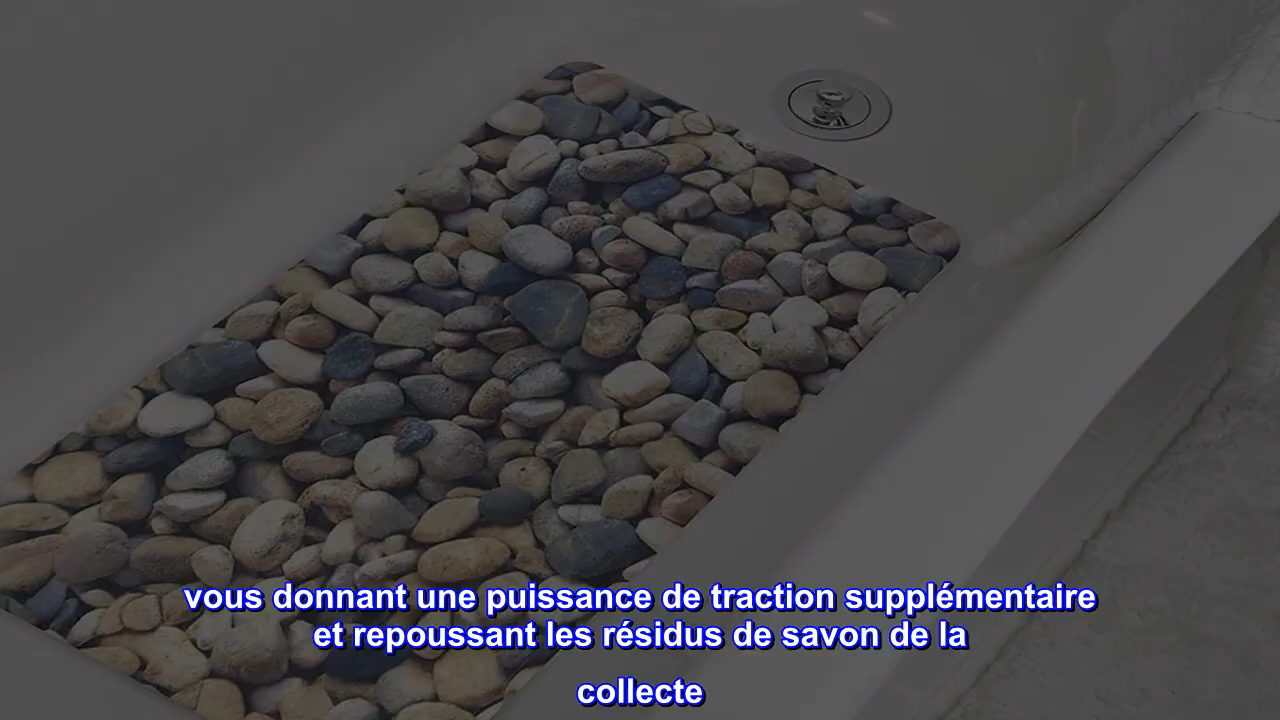 vous donnant une puissance de traction supplémentaire
et repoussant les résidus de savon de la
collecte